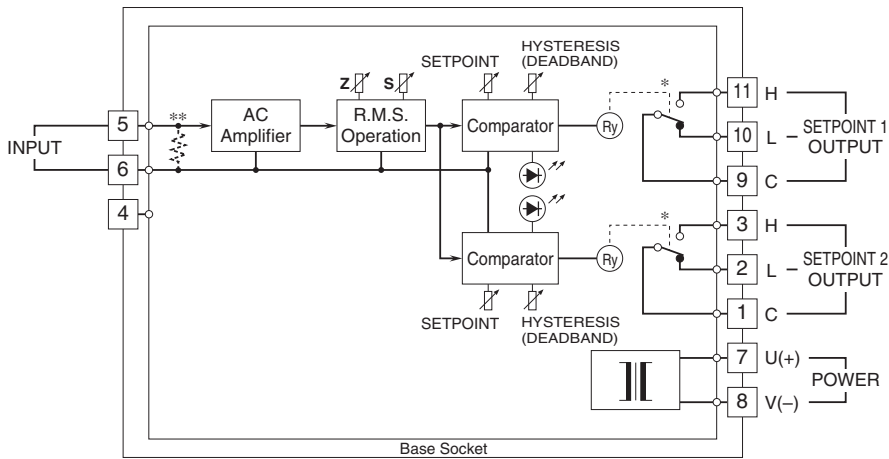 HYSTERESIS
(DEADBAND)
SETPOINT
Z
S
*
11
H
**
5
AC
Amplifier
R.M.S.
Operation
Comparator
Ry
10
L
SETPOINT 1
OUTPUT
INPUT
6
9
C
4
*
3
H
Comparator
Ry
2
L
SETPOINT 2
OUTPUT
SETPOINT
HYSTERESIS
(DEADBAND)
1
C
7
U(+)
POWER
8
V(–)
Base Socket